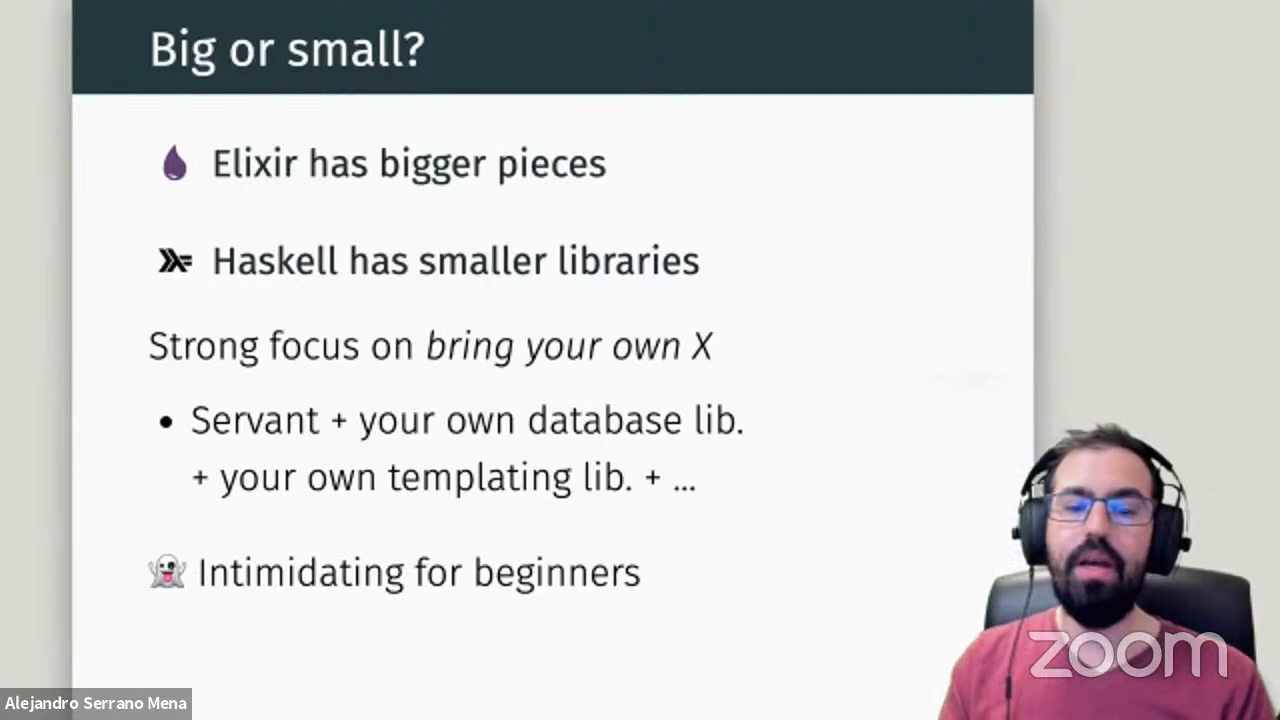 Big or small?
Elixir has bigger pieces
Haskell has smaller libraries
Strong focus on bring your own X
• Servant + your own database lib.
+ your own templating lib. + ...
👻 Intimidating for beginners
zoom
Alejandro Serrano Mena